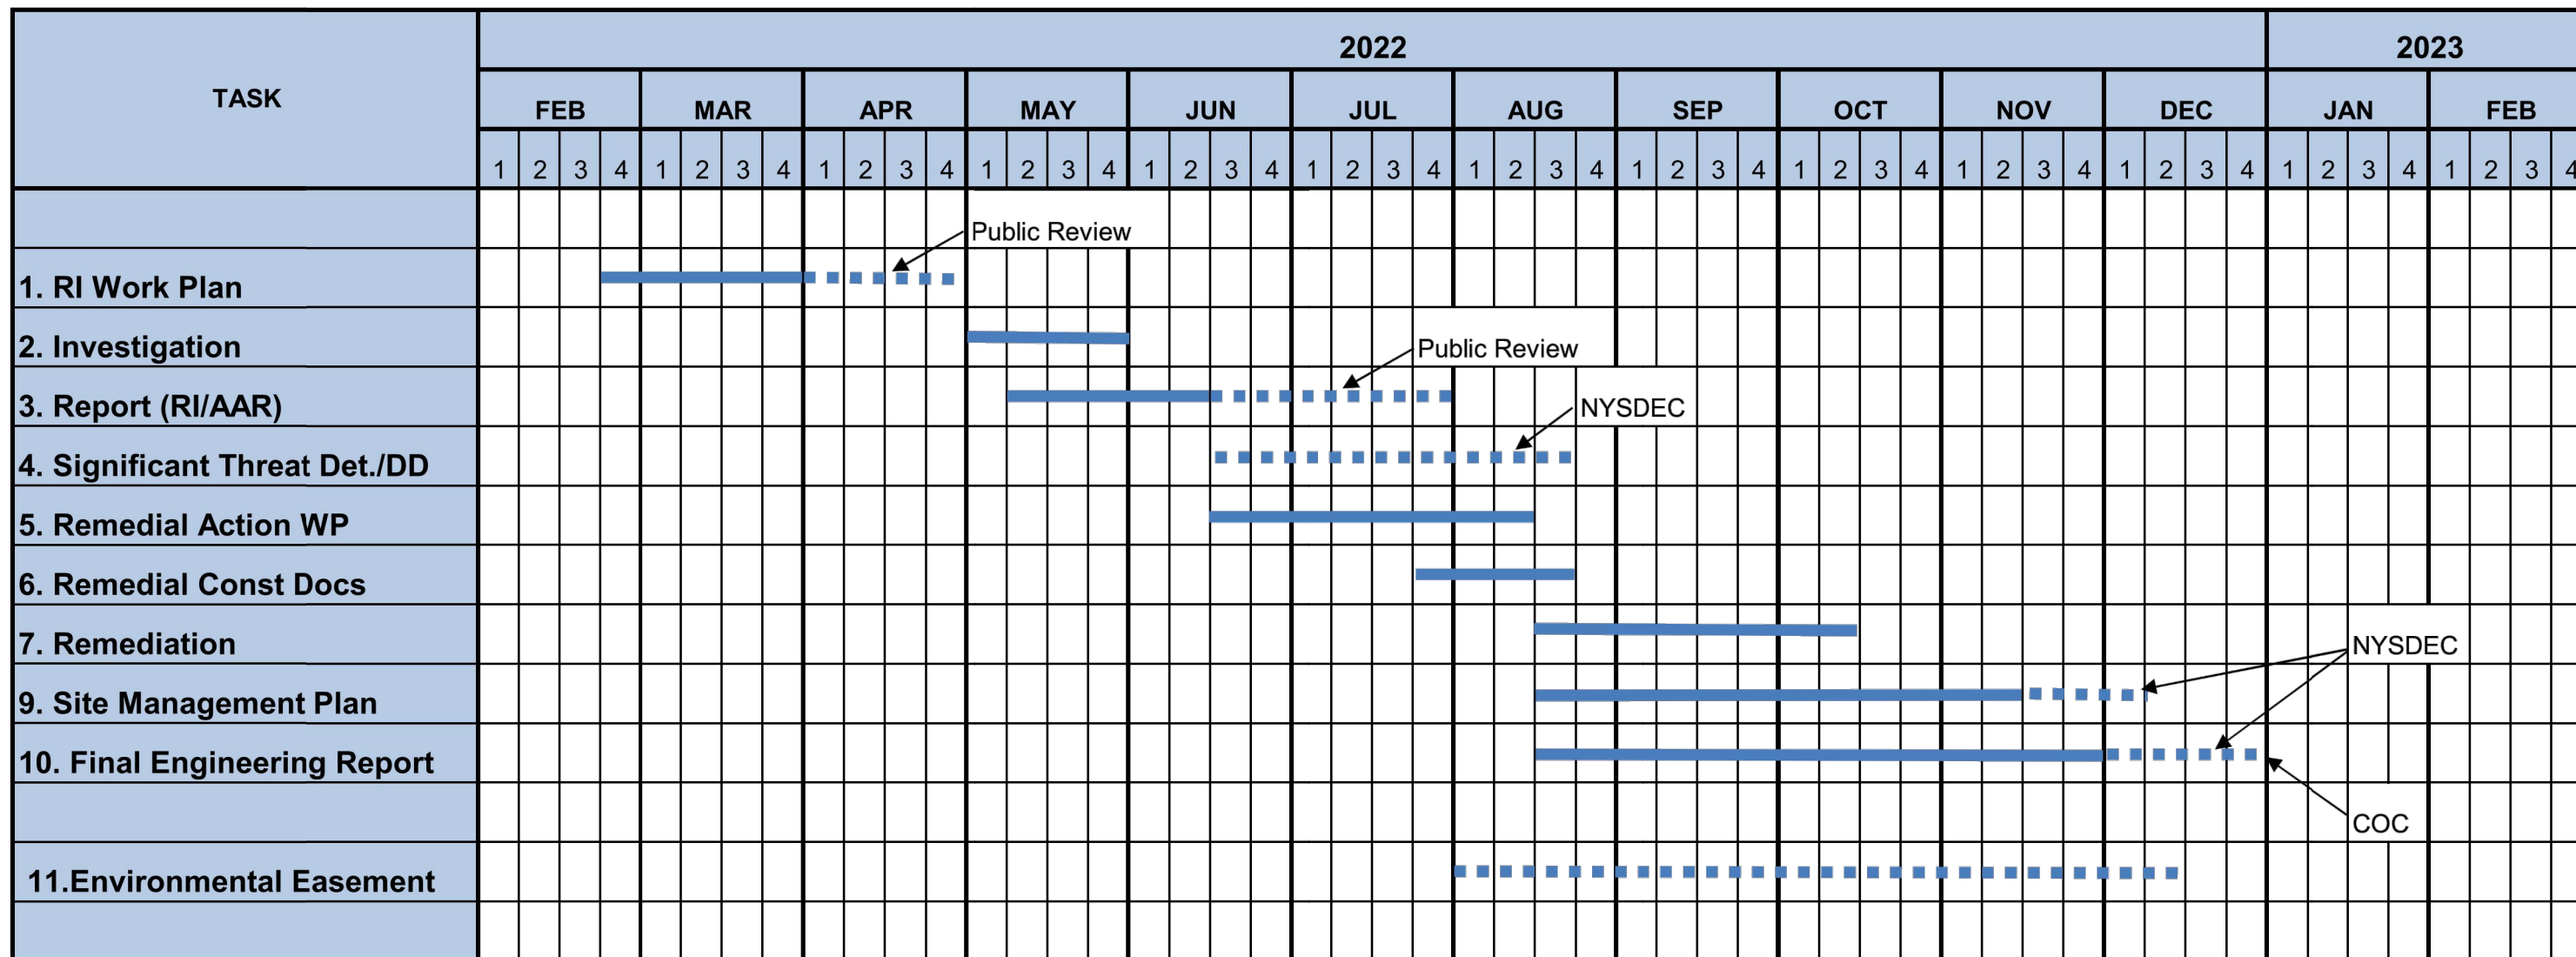 TASK
2022
2023
FEB MAR APR MAY JUN JUL AUG SEP OCT NOV DEC JAN FEB
1 2 3 4 1 2 3 4 1 2 3 4 1 2 3 4 1 2 3 4 1 2 3 4 1 2 3 4 1 2 3 4 1 2 3 4 1 2 3 4 1 2 3 4 1 2 3 4 1 2 3 4
Public Review
1. RI Work Plan
2. Investigation
Public Review
3. Report (RI/AAR)
NYSDEC
4. Significant Threat Det./DD
5. Remedial Action WP
6. Remedial Const Docs
7. Remediation
NYSDEC
9. Site Management Plan
10. Final Engineering Report
COC
11.Environmental Easement